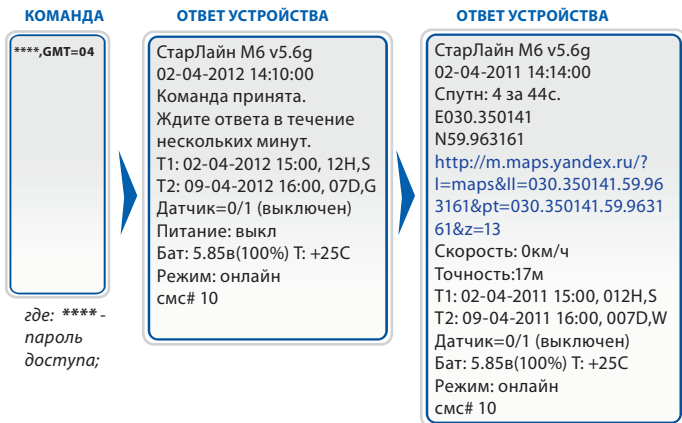 КОМАНДА
****,GMT=04
где: **** -
пароль
доступа;
ОТВЕТ УСТРОЙСТВА
СтарЛайн М6 v5.6g
02-04-2012 14:10:00
Команда принята.
Ждите ответа в течение
нескольких минут.
T1: 02-04-2012 15:00, 12H,S
T2: 09-04-2012 16:00, 07D,G
Датчик=0/1 (выключен)
Питание: выкл
Бат: 5.85в(100%) T: +25C
Режим: онлайн
смс# 10
ОТВЕТ УСТРОЙСТВА
СтарЛайн М6 v5.6g
02-04-2011 14:14:00
Спутн: 4 за 44с.
E030.350141
N59.963161
http://m.maps.yandex.ru/?
l=maps&ll=030.350141.59.96
3161&pt=030.350141.59.9631
61&z=13
Скорость: 0км/ч
Точность:17м
T1: 02-04-2011 15:00, 012H,S
T2: 09-04-2011 16:00, 007D,W
Датчик=0/1 (выключен)
Бат: 5.85в(100%) T: +25C
Режим: онлайн
смс# 10